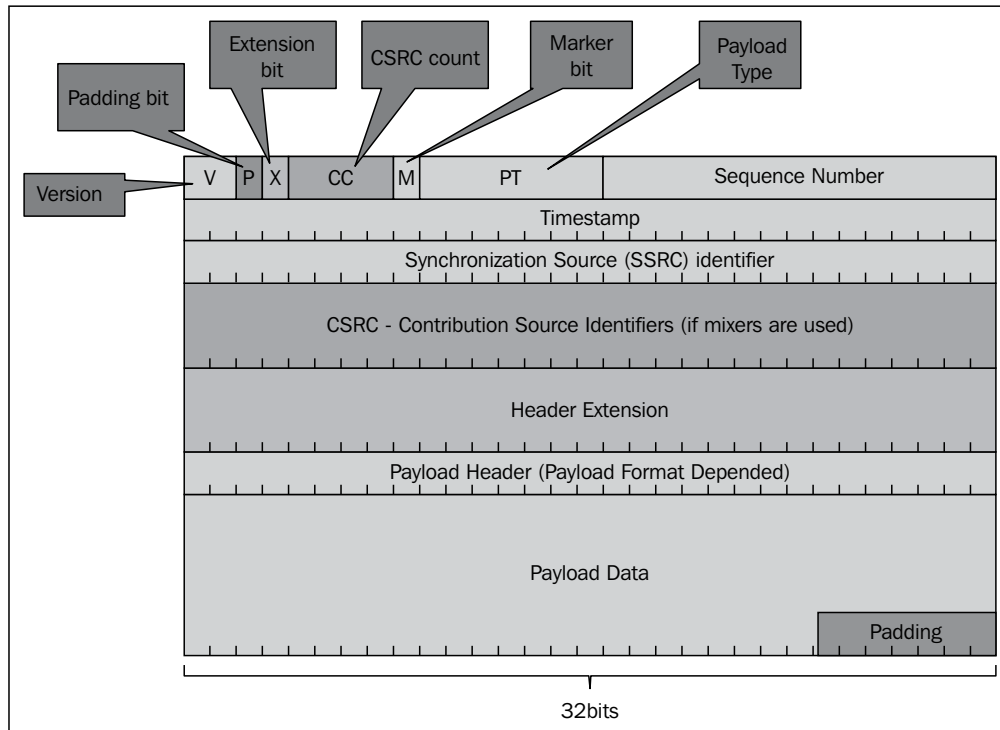 Extension
bit
CSRC count
Marker
bit
Payload
Type
Padding bit
Version
V
P
X
CC
M
PT
Sequence Number
Timestamp
Synchronization Source (SSRC) identifier
CSRC - Contribution Source Identifiers (if mixers are used)
Header Extension
Payload Header (Payload Format Depended)
Payload Data
Padding
32bits